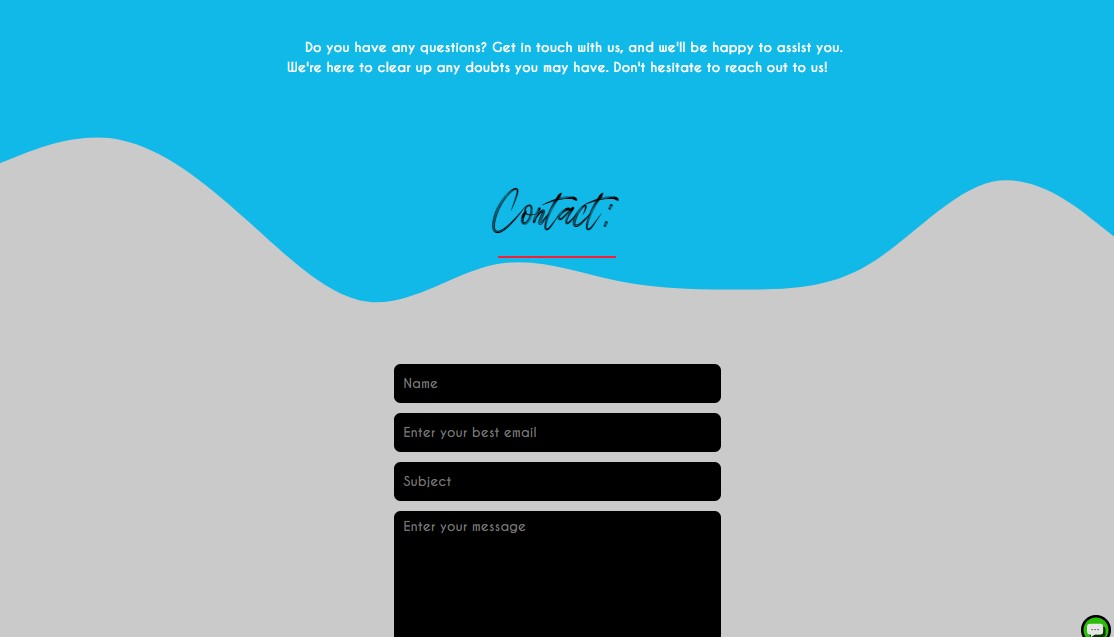 Do you have any questions? Get in touch with us, and we'll be happy to assist you.
We're here to clear up any doubts you may have. Don't hesitate to reach out to us!
Contact:
Name
Enter your best email
Subject
Enter your message